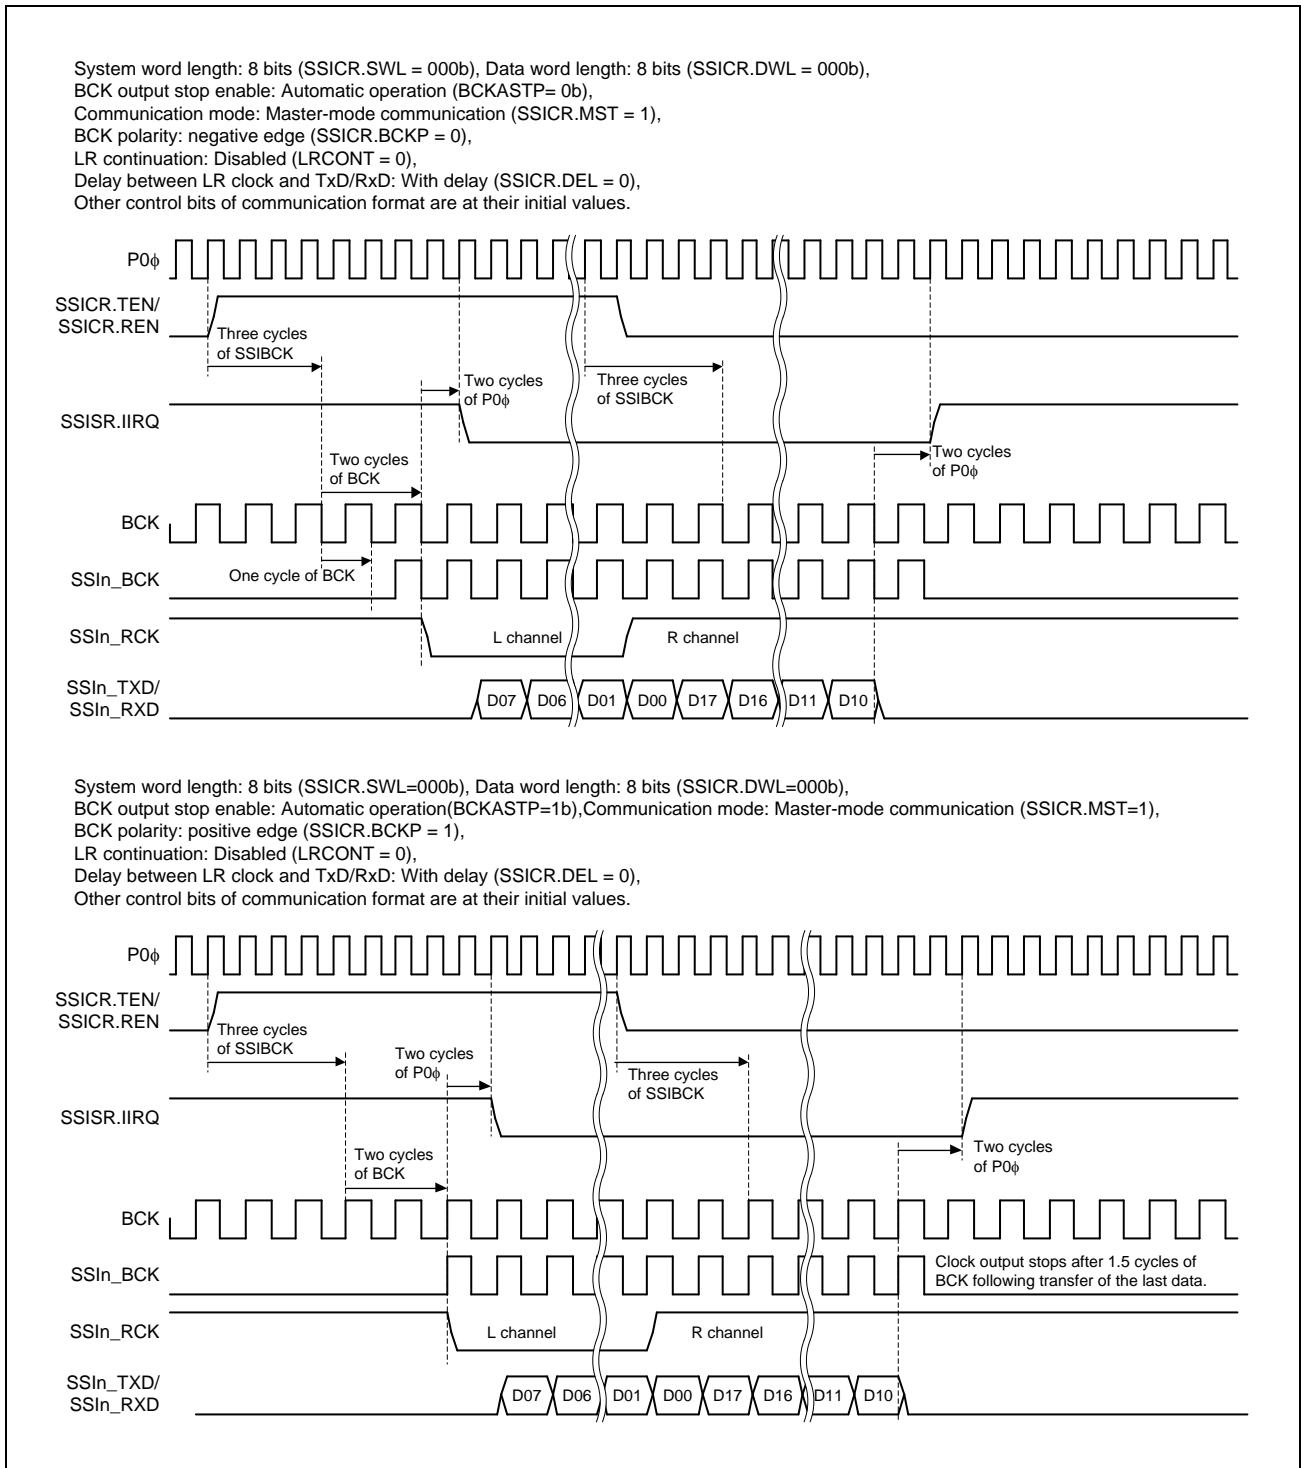 System word length: 8 bits (SSICR.SWL = 000b), Data word length: 8 bits (SSICR.DWL = 000b),
BCK output stop enable: Automatic operation (BCKASTP= 0b),
Communication mode: Master-mode communication (SSICR.MST = 1),
BCK polarity: negative edge (SSICR.BCKP = 0),
LR continuation: Disabled (LRCONT = 0),
Delay between LR clock and TxD/RxD: With delay (SSICR.DEL = 0),
Other control bits of communication format are at their initial values.
P0ϕ
SSICR.TEN/
SSICR.REN
Three cycles
of SSIBCK
Two cycles
of P0ϕ
Three cycles
of SSIBCK
SSISR.IIRQ
Two cycles
of BCK
Two cycles
of P0ϕ
BCK
One cycle of BCK
SSIn_BCK
SSIn_RCK
L channel
R channel
SSIn_TXD/
SSIn_RXD
D07 D06 D01 D00 D17 D16 D11 D10
System word length: 8 bits (SSICR.SWL=000b), Data word length: 8 bits (SSICR.DWL=000b),
BCK output stop enable: Automatic operation(BCKASTP=1b),Communication mode: Master-mode communication (SSICR.MST=1),
BCK polarity: positive edge (SSICR.BCKP = 1),
LR continuation: Disabled (LRCONT = 0),
Delay between LR clock and TxD/RxD: With delay (SSICR.DEL = 0),
Other control bits of communication format are at their initial values.
P0ϕ
SSICR.TEN/
SSICR.REN
Three cycles
of SSIBCK
Two cycles
of P0ϕ
Three cycles
of SSIBCK
SSISR.IIRQ
Two cycles
of BCK
Two cycles
of P0ϕ
BCK
SSIn_BCK
Clock output stops after 1.5 cycles of
BCK following transfer of the last data.
SSIn_RCK
L channel
R channel
SSIn_TXD/
SSIn_RXD
D07 D06 D01 D00 D17 D16 D11 D10